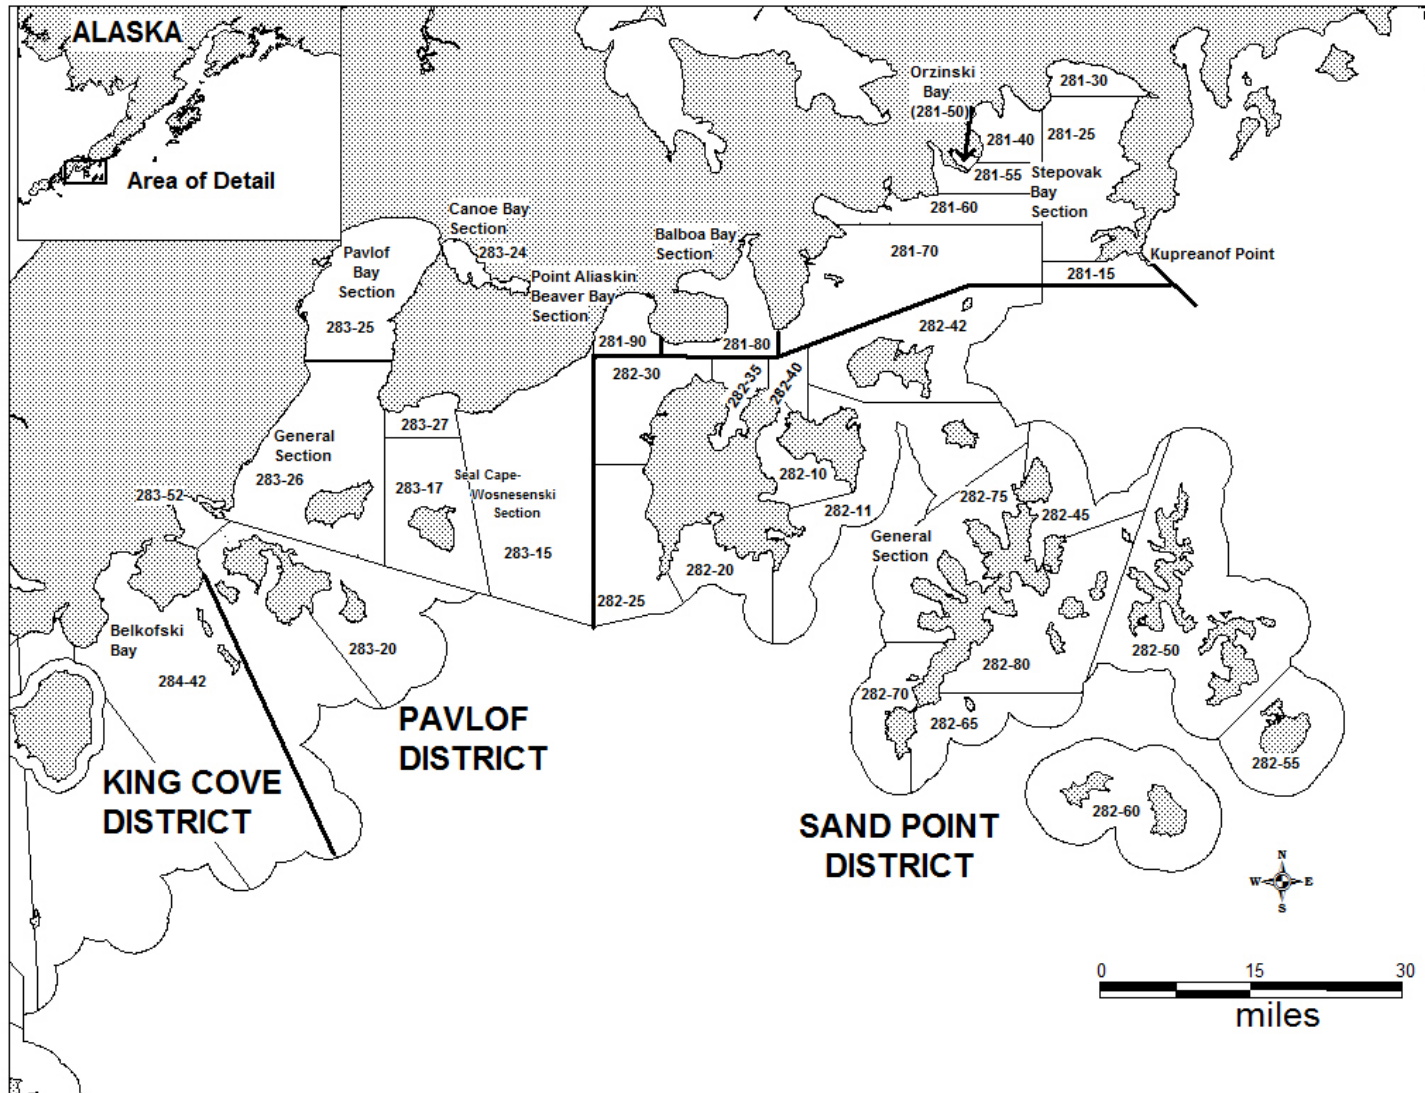 ALASKA
Area of Detail
Orzinski
Bay
(281-50)
281-30
281-40
281-25
281-55
Stepovak
Bay
Section
281-60
281-70
281-15
Kupreanof Point
Canoe Bay
Section
283-24
Pavlof
Bay
Section
283-25
Balboa Bay
Section
Point Aliaskin
Beaver Bay
Section
281-90
281-80
282-30
282-35
282-40
282-42
283-27
General
Section
283-26
283-17
Seal Cape-
Wosnesenski
Section
283-15
283-52
282-10
282-11
282-75
282-45
General
Section
282-20
282-25
Belkofski
Bay
284-42
283-20
282-80
282-50
282-70
282-65
282-55
282-60
PAVLOF
DISTRICT
KING COVE
DISTRICT
SAND POINT
DISTRICT
N
W
E
S
0 15 30
miles